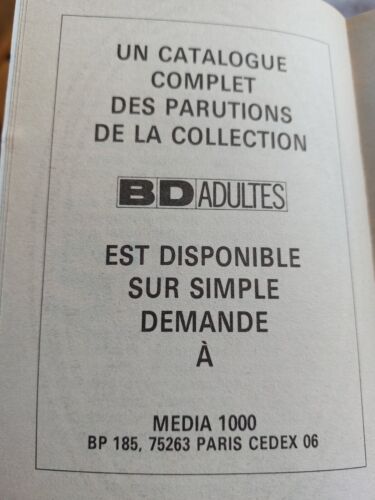 UN CATALOGUE
COMPLET
DES PARUTIONS
DE LA COLLECTION
BD ADULTES
EST DISPONIBLE
SUR SIMPLE
DEMANDE
À
MEDIA 1000
BP 185, 75263 PARIS CEDEX 06